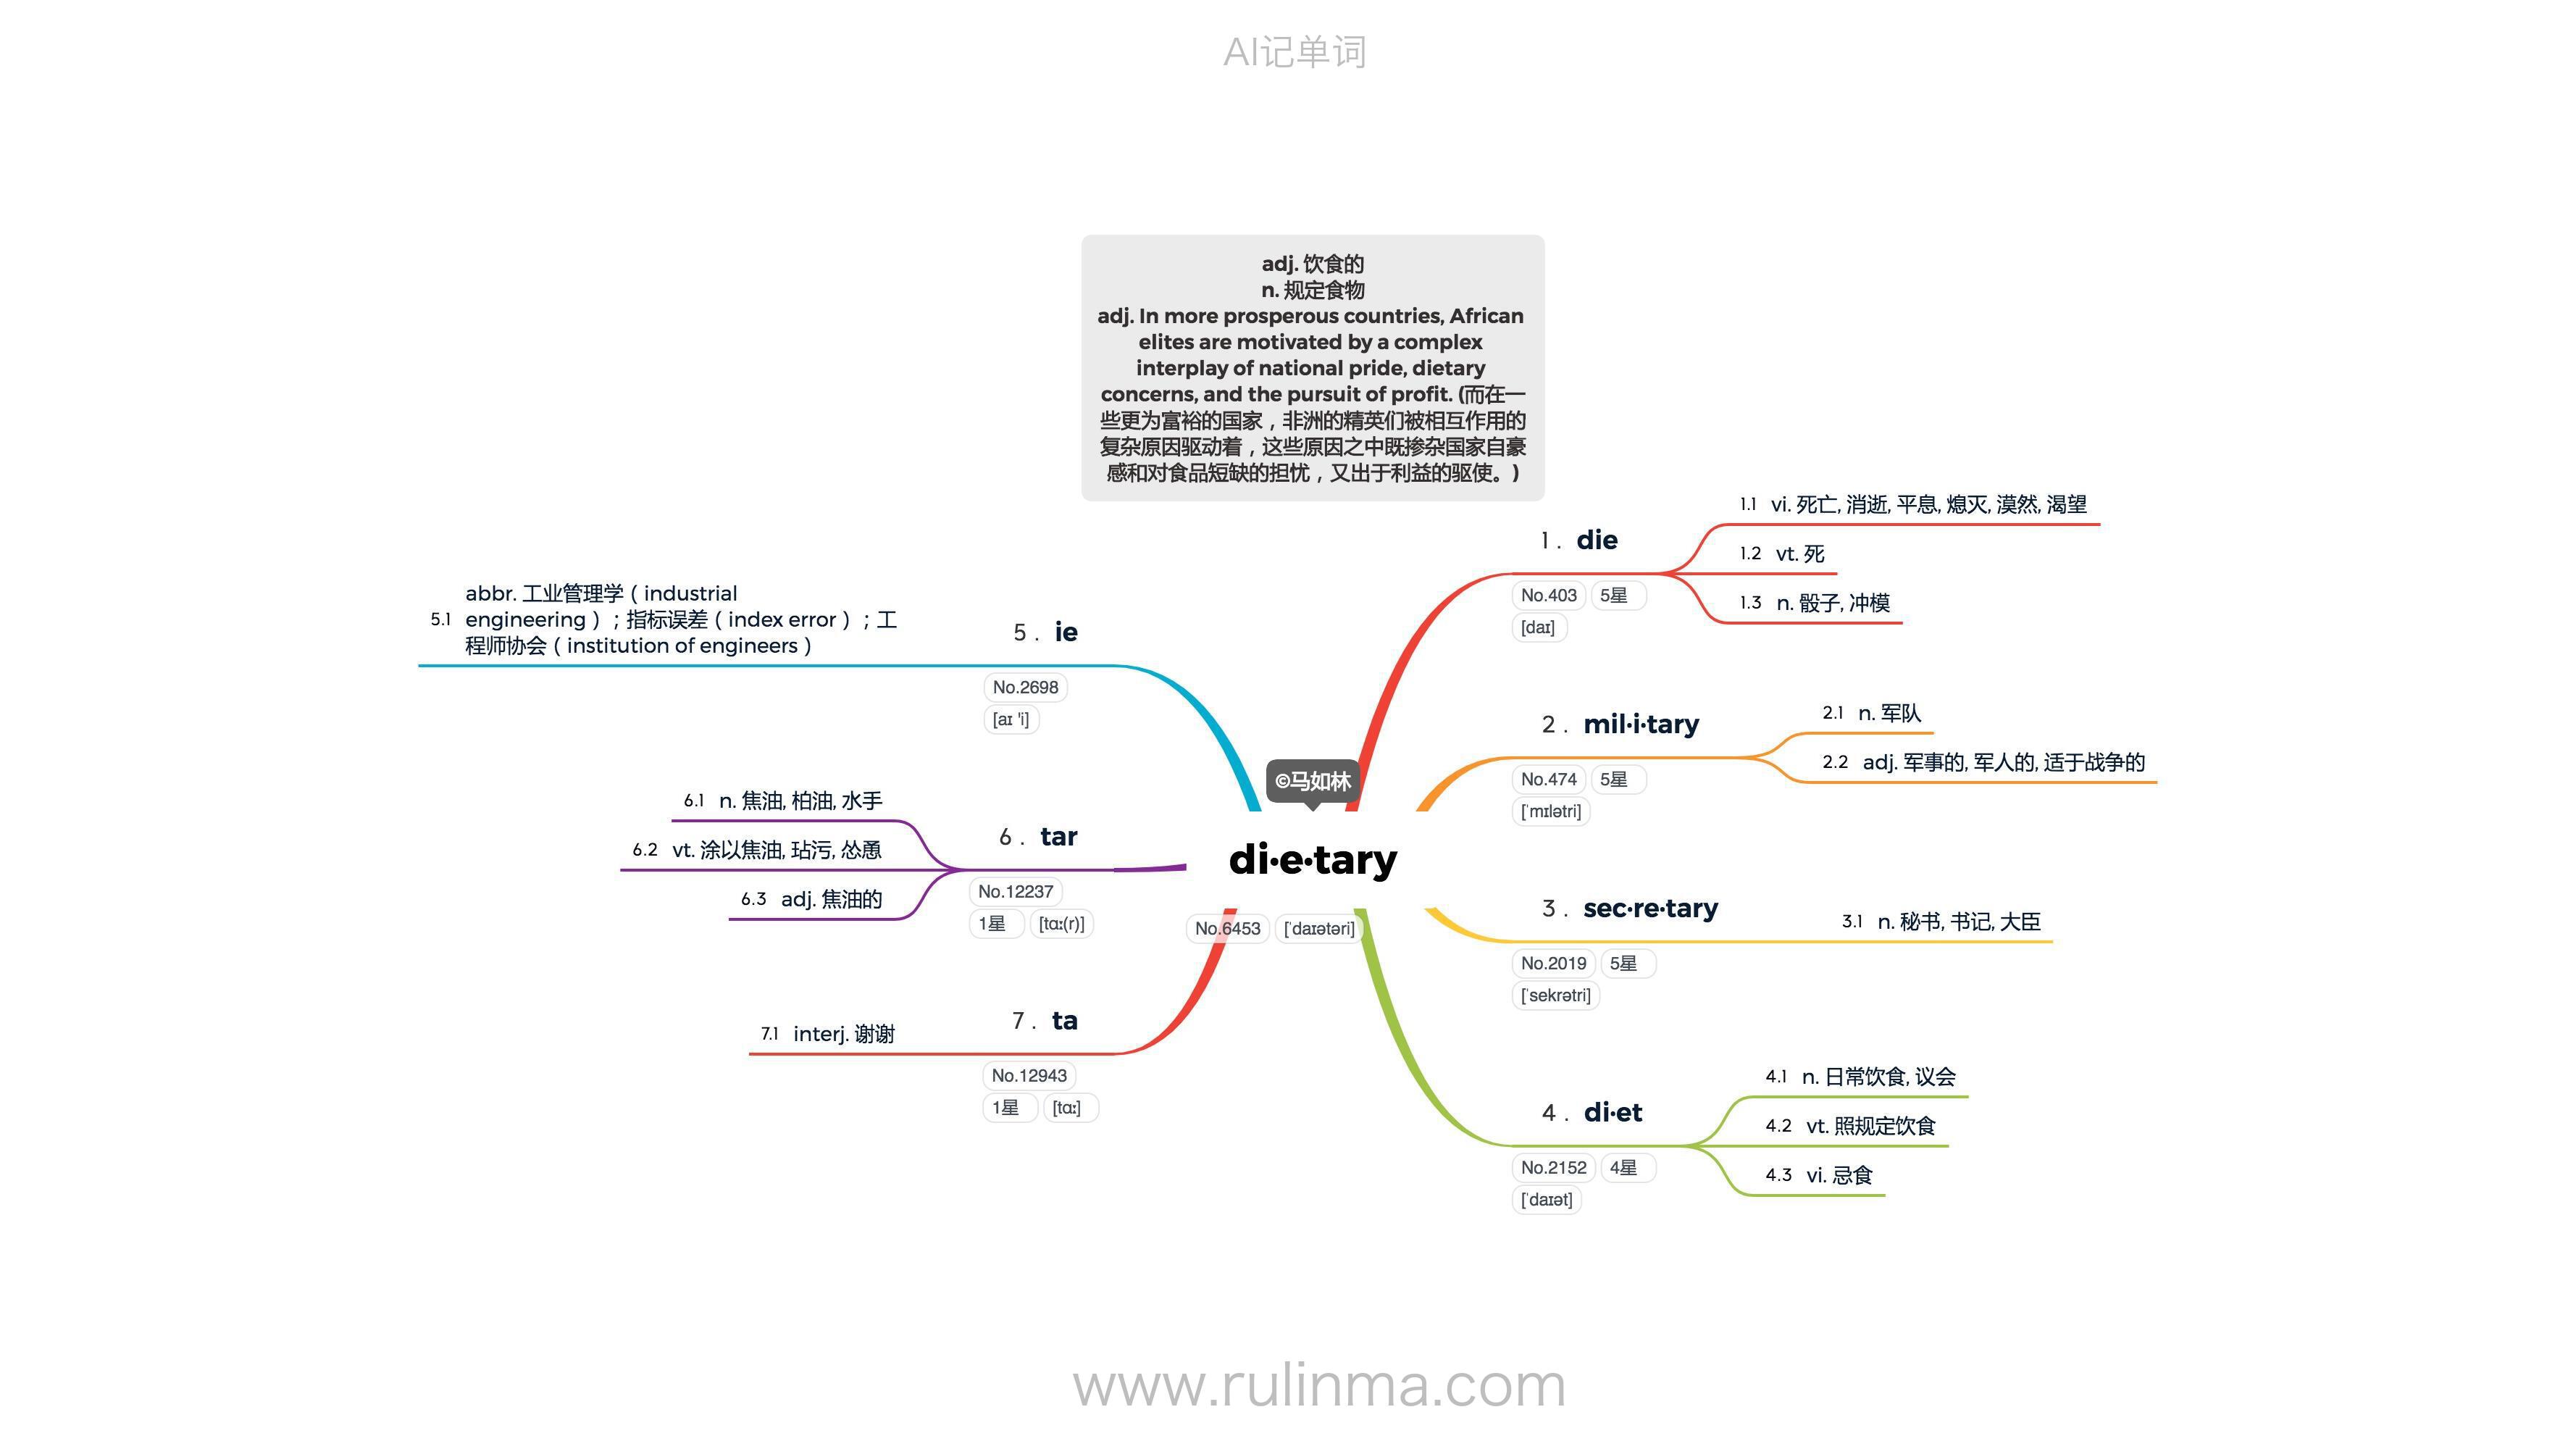 AI记单词
adj. 饮食的
n. 规定食物
adj. In more prosperous countries, African
elites are motivated by a complex
interplay of national pride, dietary
concerns, and the pursuit of profit. (而在一
些更为富裕的国家，非洲的精英们被相互作用的
复杂原因驱动着，这些原因之中既掺杂国家自豪
感和对食品短缺的担忧，又出于利益的驱使。)
©马如林
di·e·tary
No.6453 [ˈdaɪətəri]
1. die
No.403 5星
[daɪ]
1.1 vi. 死亡, 消逝, 平息, 熄灭, 漠然, 渴望
1.2 vt. 死
1.3 n. 骰子, 冲模
2. mil·i·tary
No.474 5星
[ˈmɪlətri]
2.1 n. 军队
2.2 adj. 军事的, 军人的, 适于战争的
3. sec·re·tary
No.2019 5星
[ˈsekrətri]
3.1 n. 秘书, 书记, 大臣
4. di·et
No.2152 4星
[ˈdaɪət]
4.1 n. 日常饮食, 议会
4.2 vt. 照规定饮食
4.3 vi. 忌食
5. ie
No.2698
[aɪ 'i]
5.1 abbr. 工业管理学（industrial
engineering）；指标误差（index error）；工
程师协会（institution of engineers）
6. tar
No.12237
1星 [tɑː(r)]
6.1 n. 焦油, 柏油, 水手
6.2 vt. 涂以焦油, 玷污, 怂恿
6.3 adj. 焦油的
7. ta
No.12943
1星 [tɑː]
7.1 interj. 谢谢
www.rulinma.com